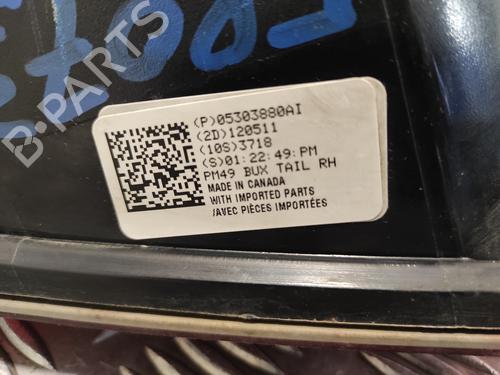 (P)05303880AI
(2D)120511
(10S)3718
(S)01:22:49:PM
PM49 BUX TAIL RH
MADE IN CANADA
WITH IMPORTED PARTS
/AVEC PIÈCES IMPORTÉES
B-PARTS